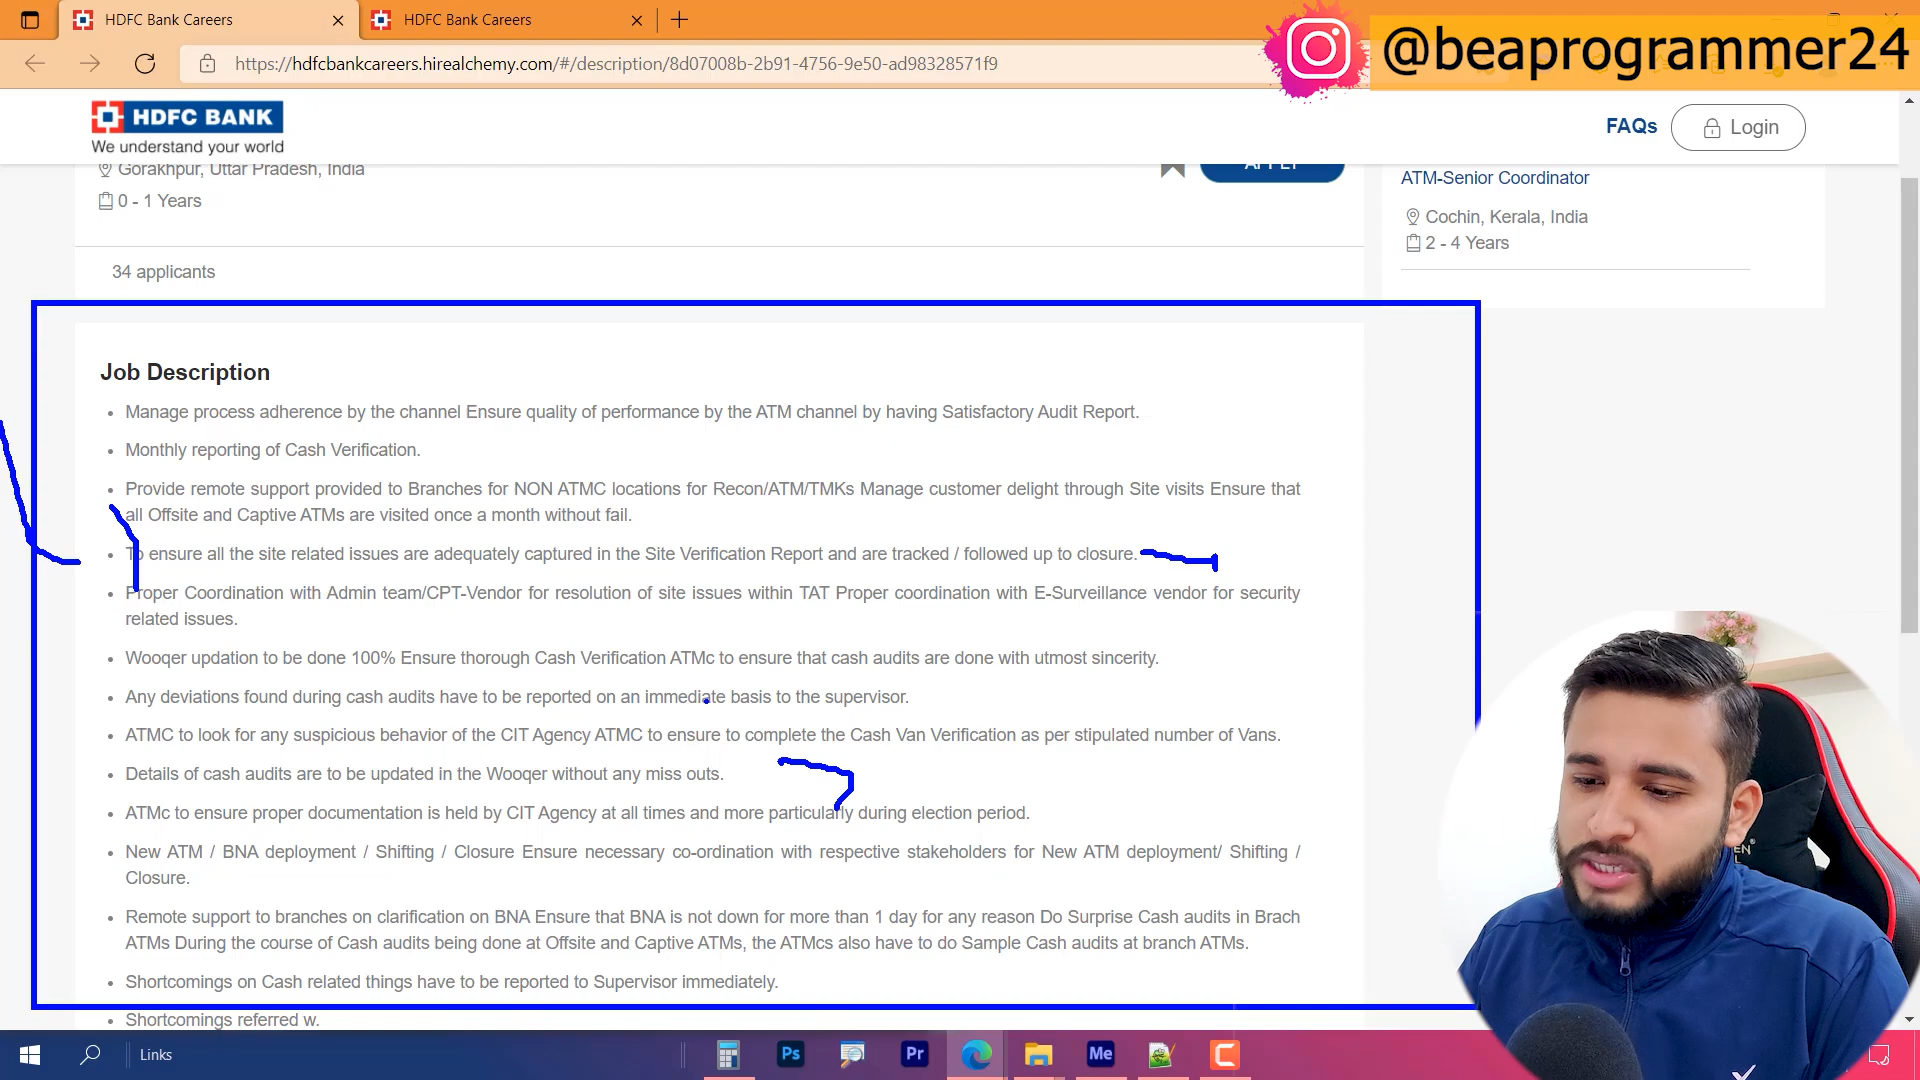 HDFC Bank Careers
HDFC Bank Careers
@beaprogrammer24
https://hdfcbankcareers.hirealchemy.com/#/description/8d07008b-2b91-4756-9e50-ad98328571f9
HDFC BANK
We understand your world
FAQs
Login
Gorakhpur, Uttar Pradesh, India
APPLY
0 - 1 Years
ATM-Senior Coordinator
Cochin, Kerala, India
2 - 4 Years
34 applicants
Job Description
Manage process adherence by the channel Ensure quality of performance by the ATM channel by having Satisfactory Audit Report.
Monthly reporting of Cash Verification.
Provide remote support provided to Branches for NON ATMC locations for Recon/ATM/TMKs Manage customer delight through Site visits Ensure that
all Offsite and Captive ATMs are visited once a month without fail.
To ensure all the site related issues are adequately captured in the Site Verification Report and are tracked / followed up to closure.
Proper Coordination with Admin team/CPT-Vendor for resolution of site issues within TAT Proper coordination with E-Surveillance vendor for security
related issues.
Wooqer updation to be done 100% Ensure thorough Cash Verification ATMc to ensure that cash audits are done with utmost sincerity.
Any deviations found during cash audits have to be reported on an immediate basis to the supervisor.
ATMC to look for any suspicious behavior of the CIT Agency ATMC to ensure to complete the Cash Van Verification as per stipulated number of Vans.
Details of cash audits are to be updated in the Wooqer without any miss outs.
ATMc to ensure proper documentation is held by CIT Agency at all times and more particularly during election period.
New ATM / BNA deployment / Shifting / Closure Ensure necessary co-ordination with respective stakeholders for New ATM deployment/ Shifting /
Closure.
Remote support to branches on clarification on BNA Ensure that BNA is not down for more than 1 day for any reason Do Surprise Cash audits in Brach
ATMs During the course of Cash audits being done at Offsite and Captive ATMs, the ATMcs also have to do Sample Cash audits at branch ATMs.
Shortcomings on Cash related things have to be reported to Supervisor immediately.
Shortcomings referred w.
Links
Ps
Pr
Me